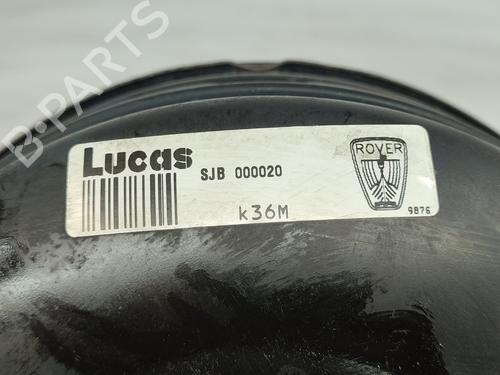 B-PARTS
Lucas
SJB 000020
k36M
ROVER
9876